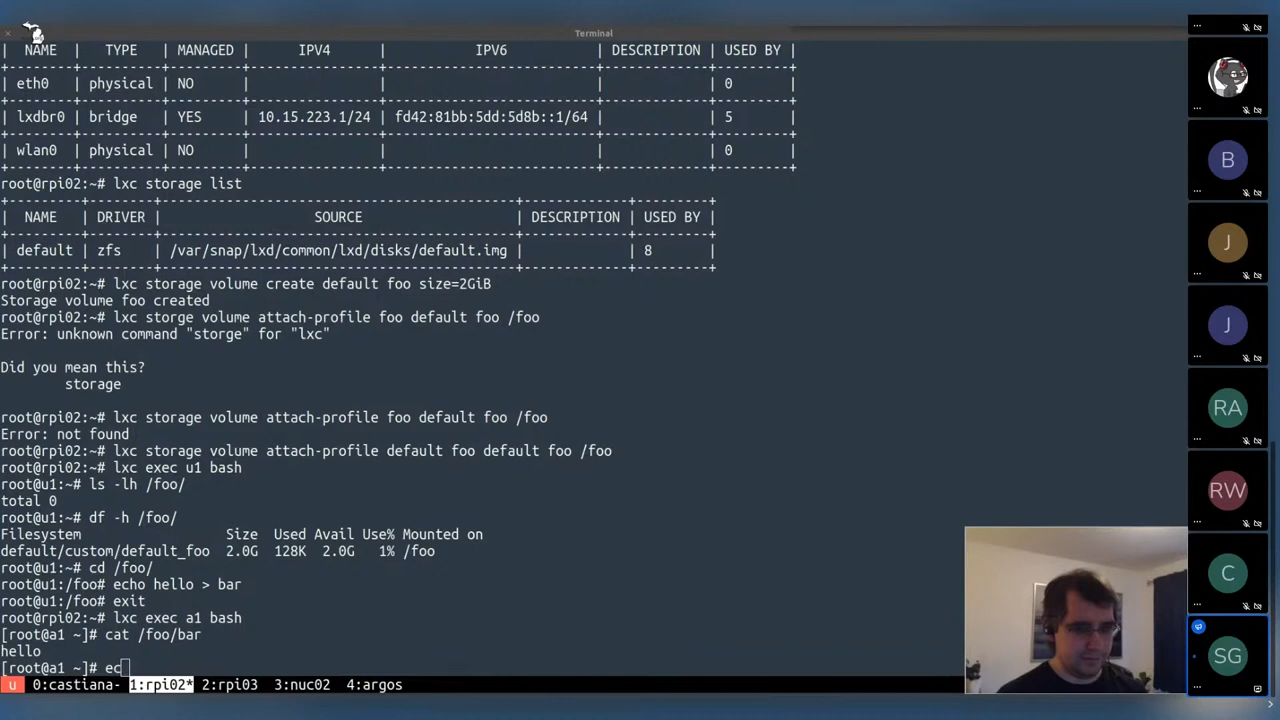 Terminal
| NAME | TYPE | MANAGED | IPV4 | IPV6 | DESCRIPTION | USED BY |
| eth0 | physical | NO | | | | 0 |
| lxdbr0 | bridge | YES | 10.15.223.1/24 | fd42:81bb:5dd:5d8b::1/64 | | 5 |
| wlan0 | physical | NO | | | | 0 |
root@rpi02:~# lxc storage list
| NAME | DRIVER | SOURCE | DESCRIPTION | USED BY |
| default | zfs | /var/snap/lxd/common/lxd/disks/default.img | | 8 |
root@rpi02:~# lxc storage volume create default foo size=2GiB
Storage volume foo created
root@rpi02:~# lxc storge volume attach-profile foo default foo /foo
Error: unknown command "storge" for "lxc"
Did you mean this?
storage
root@rpi02:~# lxc storage volume attach-profile foo default foo /foo
Error: not found
root@rpi02:~# lxc storage volume attach-profile default foo default foo /foo
root@rpi02:~# lxc exec u1 bash
root@u1:~# ls -lh /foo/
total 0
root@u1:~# df -h /foo/
Filesystem Size Used Avail Use% Mounted on
default/custom/default_foo 2.0G 128K 2.0G 1% /foo
root@u1:~# cd /foo/
root@u1:/foo# echo hello > bar
root@u1:/foo# exit
root@rpi02:~# lxc exec a1 bash
[root@a1 ~]# cat /foo/bar
hello
[root@a1 ~]# ec
u 0:castiana- 1:rpi02* 2:rpi03 3:nuc02 4:argos
B
J
J
RA
RW
C
SG